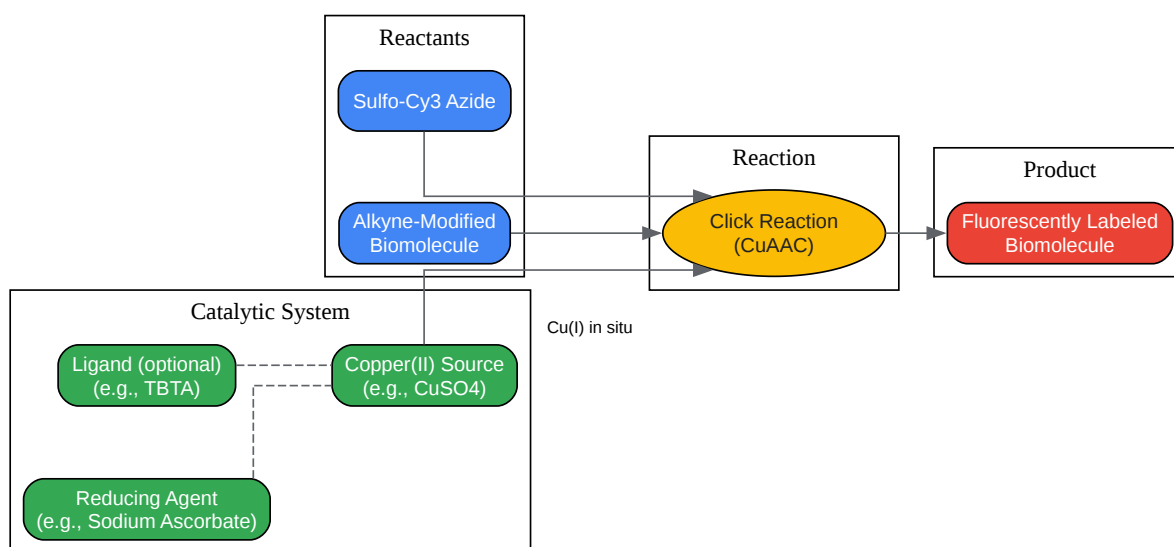 Reactants
Sulfo-Cy3 Azide
Alkyne-Modified
Biomolecule
Reaction
Click Reaction
(CuAAC)
Product
Fluorescently Labeled
Biomolecule
Catalytic System
Cu(I) in situ
Ligand (optional)
(e.g., TBTA)
Copper(II) Source
(e.g., CuSO4)
Reducing Agent
(e.g., Sodium Ascorbate)